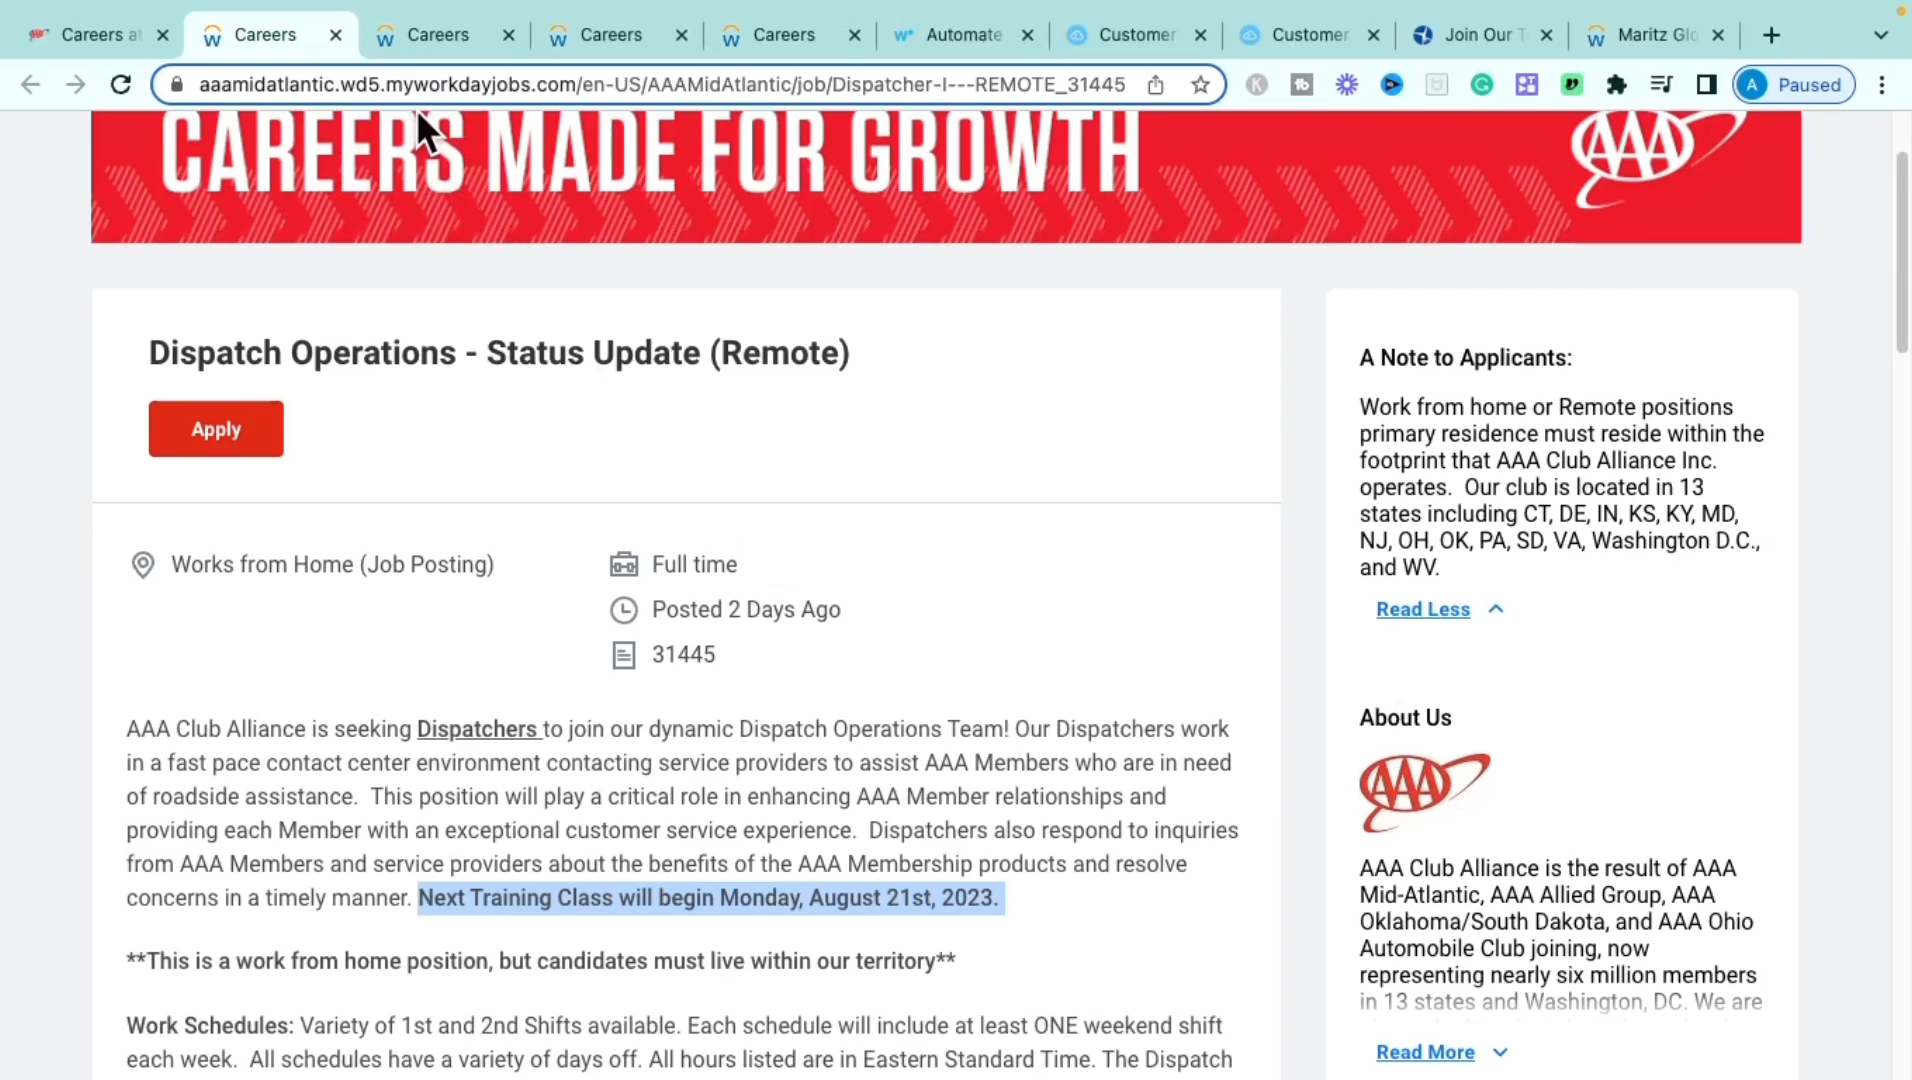 Careers at
Careers
Careers
Careers
Careers
Automate
Customer
Customer
Join Our T
Maritz Glo
aaamidatlantic.wd5.myworkdayjobs.com/en-US/AAAMidAtlantic/job/Dispatcher-I---REMOTE_31445
K
tb
A Paused
CAREERS MADE FOR GROWTH
AAA
Dispatch Operations - Status Update (Remote)
Apply
Works from Home (Job Posting)
Full time
Posted 2 Days Ago
31445
AAA Club Alliance is seeking Dispatchers to join our dynamic Dispatch Operations Team! Our Dispatchers work
in a fast pace contact center environment contacting service providers to assist AAA Members who are in need
of roadside assistance.  This position will play a critical role in enhancing AAA Member relationships and
providing each Member with an exceptional customer service experience.  Dispatchers also respond to inquiries
from AAA Members and service providers about the benefits of the AAA Membership products and resolve
concerns in a timely manner. Next Training Class will begin Monday, August 21st, 2023.
**This is a work from home position, but candidates must live within our territory**
Work Schedules: Variety of 1st and 2nd Shifts available. Each schedule will include at least ONE weekend shift
each week.  All schedules have a variety of days off. All hours listed are in Eastern Standard Time. The Dispatch
A Note to Applicants:
Work from home or Remote positions
primary residence must reside within the
footprint that AAA Club Alliance Inc.
operates.  Our club is located in 13
states including CT, DE, IN, KS, KY, MD,
NJ, OH, OK, PA, SD, VA, Washington D.C.,
and WV.
Read Less
About Us
AAA
AAA Club Alliance is the result of AAA
Mid-Atlantic, AAA Allied Group, AAA
Oklahoma/South Dakota, and AAA Ohio
Automobile Club joining, now
representing nearly six million members
in 13 states and Washington, DC. We are
Read More